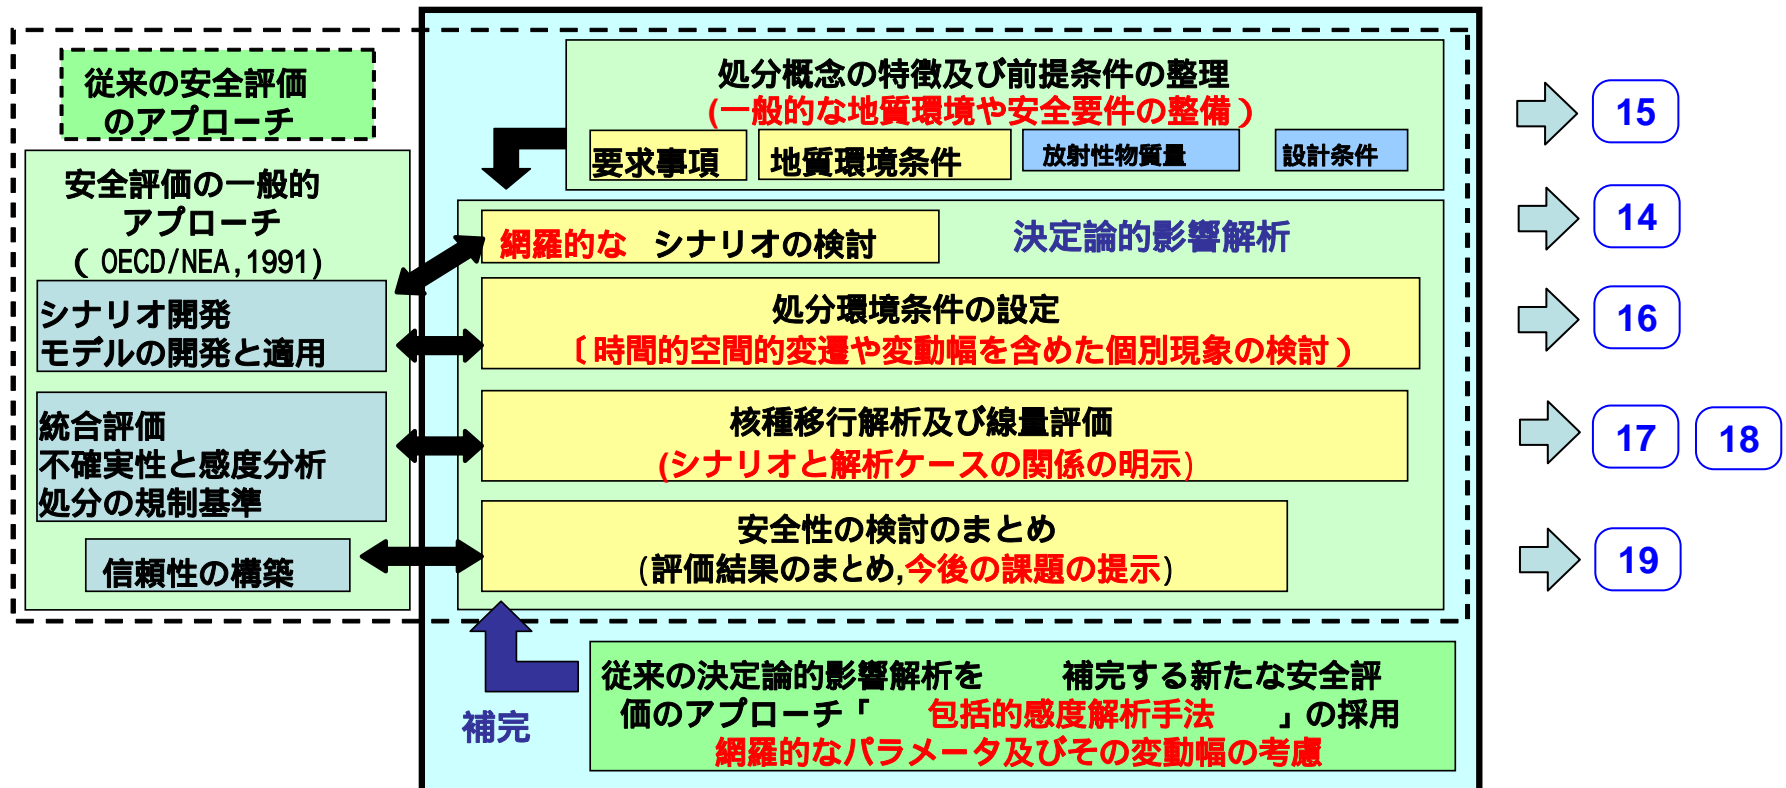 従来の安全評価
のアプローチ
安全評価の一般的
アプローチ
( OECD/NEA,1991)
シナリオ開発
モデルの開発と適用
統合評価
不確実性と感度分析
処分の規制基準
信頼性の構築
処分概念の特徴及び前提条件の整理
(一般的な地質環境や安全要件の整備)
要求事項 地質環境条件 放射性物質量 設計条件
網羅的な シナリオの検討
決定論的影響解析
処分環境条件の設定
〔時間的空間的変遷や変動幅を含めた個別現象の検討)
核種移行解析及び線量評価
(シナリオと解析ケースの関係の明示)
安全性の検討のまとめ
(評価結果のまとめ,今後の課題の提示)
補完
従来の決定論的影響解析を 補完する新たな安全評
価のアプローチ「 包括的感度解析手法 」の採用
網羅的なパラメータ及びその変動幅の考慮
15
14
16
17 18
19